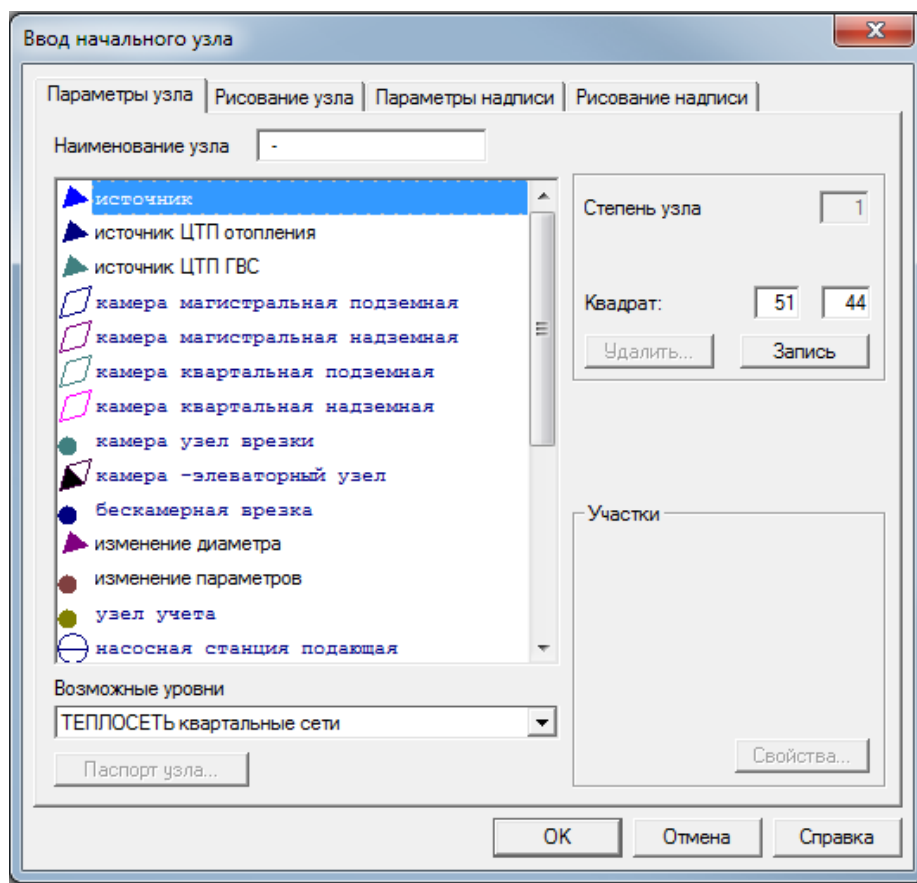 Ввод начального узла
Параметры узла Рисование узла Параметры надписи Рисование надписи
Наименование узла -
источник
источник ЦТП отопления
источник ЦТП ГВС
камера магистральная подземная
камера магистральная надземная
камера квартальная подземная
камера квартальная надземная
камера узел врезки
камера -элеваторный узел
бескамерная врезка
изменение диаметра
изменение параметров
узел учета
насосная станция подающая
Возможные уровни
ТЕПЛОСЕТЬ квартальные сети
Паспорт узла...
Степень узла 1
Квадрат: 51 44
Удалить... Запись
Участки
Свойства...
OK Отмена Справка